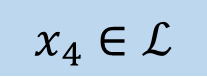 𝑥₄ ∈ ℒ